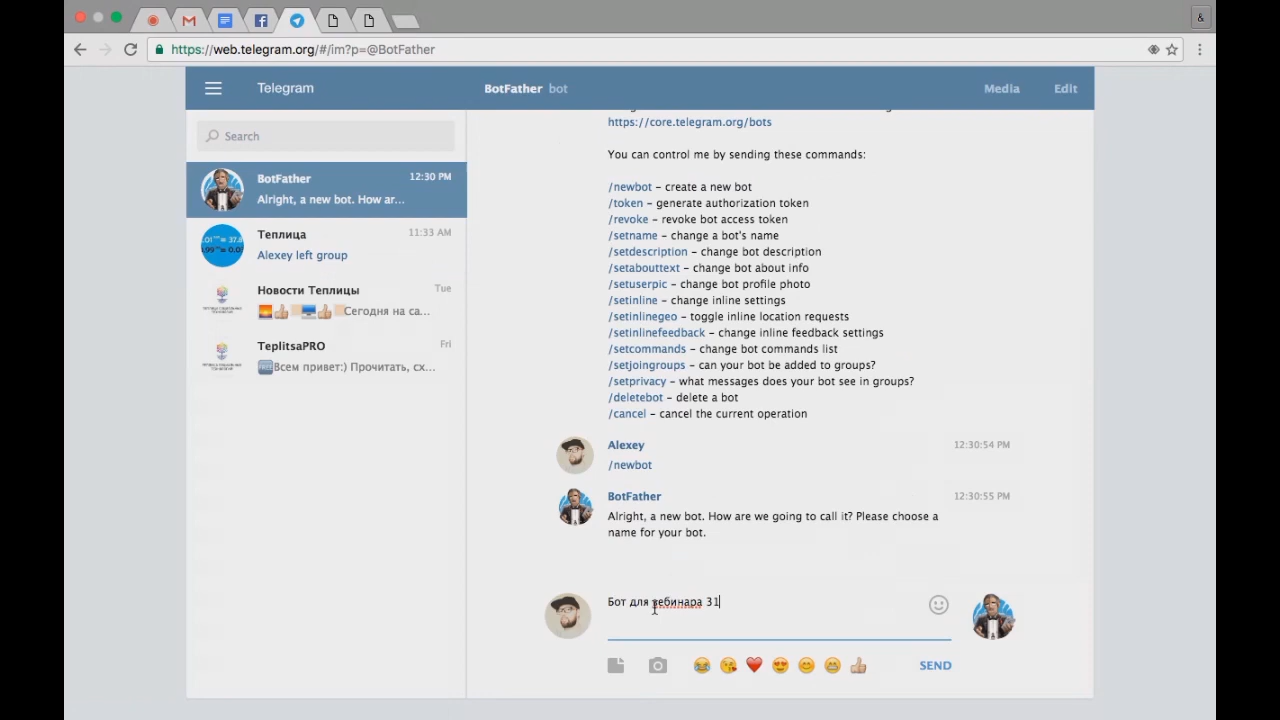 &
https://web.telegram.org/#/im?p=@BotFather
Telegram
BotFather bot
Media
Edit
Search
BotFather
12:30 PM
Alright, a new bot. How ar...
Теплица
11:33 AM
Alexey left group
Новости Теплицы
Tue
Сегодня на са...
TeplitsaPRO
Fri
Всем привет:) Прочитать, сх...
https://core.telegram.org/bots
You can control me by sending these commands:
/newbot – create a new bot
/token – generate authorization token
/revoke – revoke bot access token
/setname – change a bot's name
/setdescription – change bot description
/setabouttext – change bot about info
/setuserpic – change bot profile photo
/setinline – change inline settings
/setinlinegeo – toggle inline location requests
/setinlinefeedback – change inline feedback settings
/setcommands – change bot commands list
/setjoingroups – can your bot be added to groups?
/setprivacy – what messages does your bot see in groups?
/deletebot – delete a bot
/cancel – cancel the current operation
Alexey
12:30:54 PM
/newbot
BotFather
12:30:55 PM
Alright, a new bot. How are we going to call it? Please choose a
name for your bot.
Бот для вебинара 31
SEND